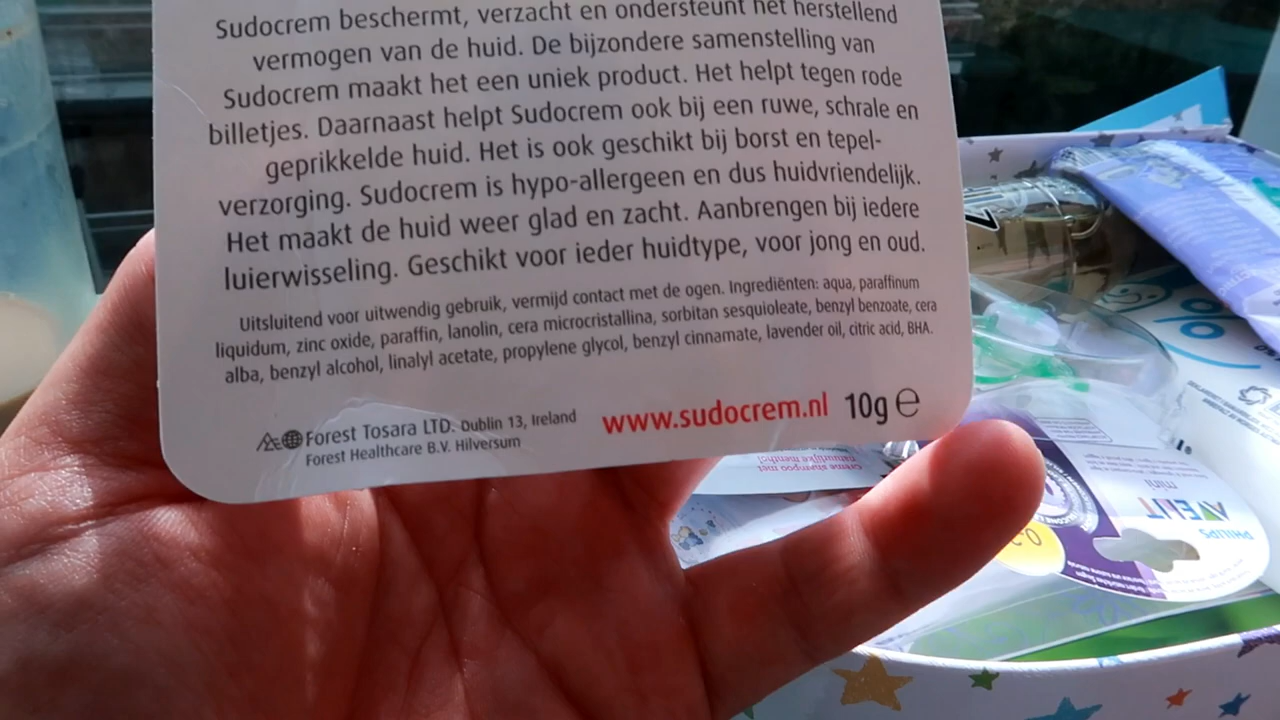 Sudocrem beschermt, verzacht en ondersteunt het herstellend
vermogen van de huid. De bijzondere samenstelling van
Sudocrem maakt het een uniek product. Het helpt tegen rode
billetjes. Daarnaast helpt Sudocrem ook bij een ruwe, schrale en
geprikkelde huid. Het is ook geschikt bij borst en tepel-
verzorging. Sudocrem is hypo-allergeen en dus huidvriendelijk.
Het maakt de huid weer glad en zacht. Aanbrengen bij iedere
luierwisseling. Geschikt voor ieder huidtype, voor jong en oud.
Uitsluitend voor uitwendig gebruik, vermijd contact met de ogen. Ingrediënten: aqua, paraffinum
liquidum, zinc oxide, paraffin, lanolin, cera microcristallina, sorbitan sesquioleate, benzyl benzoate, cera
alba, benzyl alcohol, linalyl acetate, propylene glycol, benzyl cinnamate, lavender oil, citric acid, BHA.
Forest Tosara LTD. Dublin 13, Ireland
Forest Healthcare B.V. Hilversum
www.sudocrem.nl 10g e
Crème shampoo met
natuurlijke menthol
mini
AVENT
PHILIPS